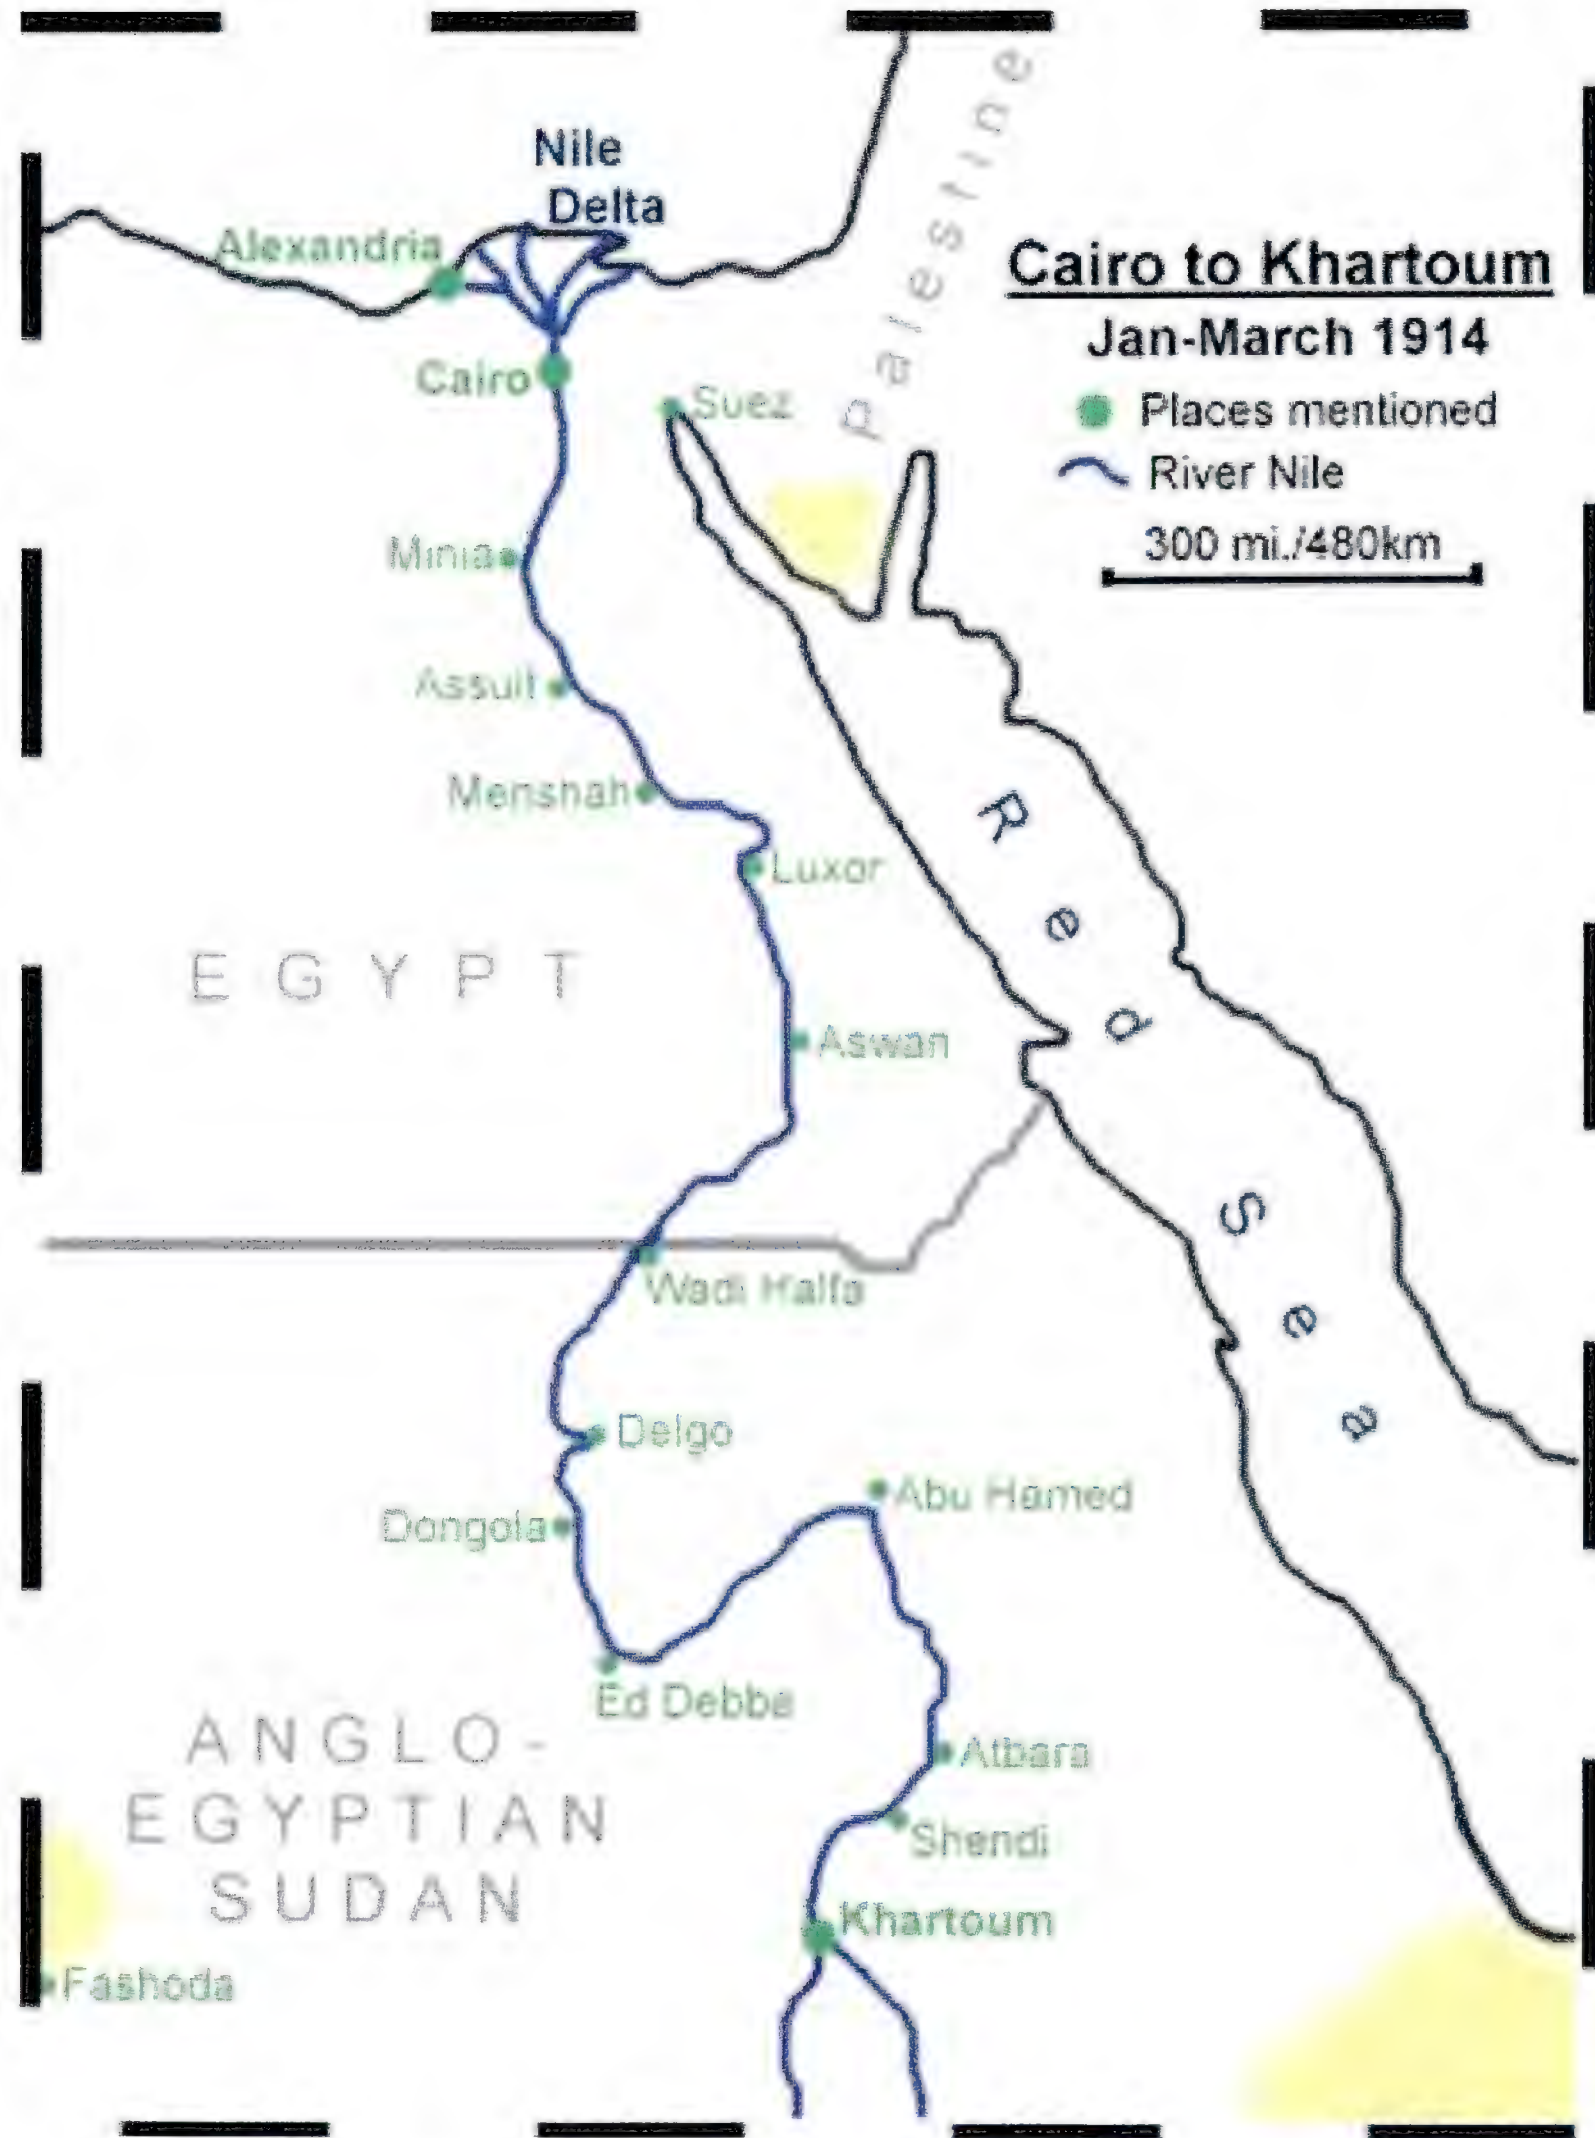 Nile
Delta
Palestine
Alexandria
Cairo to Khartoum
Jan-March 1914
Cairo
Suez
Places mentioned
River Nile
300 mi./480km
Minia
Assuit
Menshah
Red Sea
Luxor
EGYPT
Aswan
Wadi Halfa
Delgo
Abu Hamed
Dongola
Ed Debba
ANGLO-
EGYPTIAN
SUDAN
Atbara
Shendi
Khartoum
Fashoda